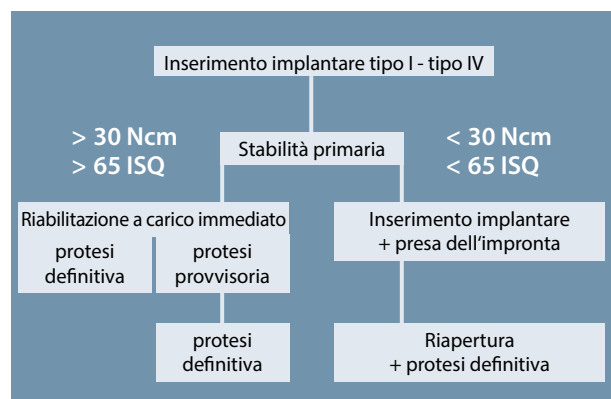 Inserimento implantare tipo I - tipo IV
> 30 Ncm
> 65 ISQ
Stabilità primaria
< 30 Ncm
< 65 ISQ
Riabilitazione a carico immediato
protesi
definitiva
protesi
provvisoria
Inserimento implantare
+ presa dell‘impronta
protesi
definitiva
Riapertura
+ protesi definitiva